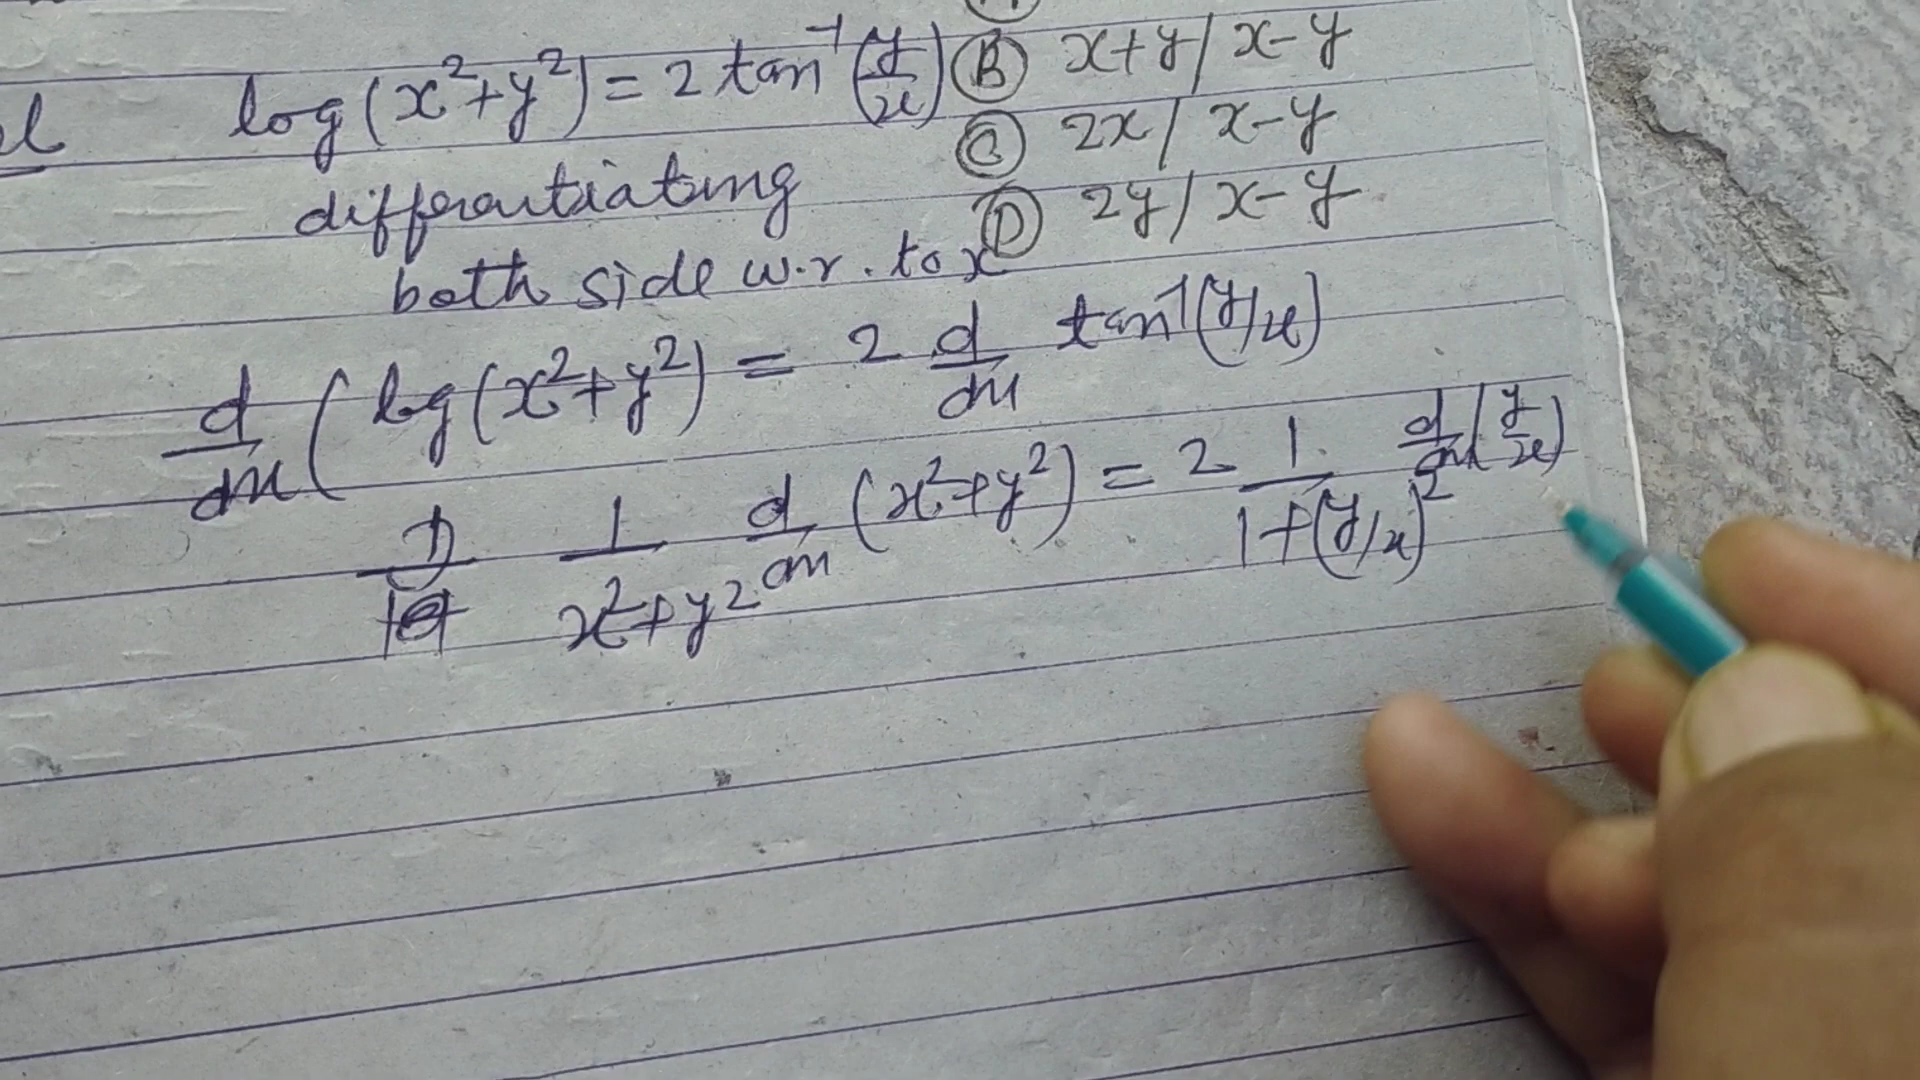 log(x²+y²) = 2 tan⁻¹(y/x) Ⓑ x+y/x-y
Ⓒ 2x/x-y
differentiating Ⓓ 2y/x-y
both side w.r. to x
d/dx (log(x²+y²) = 2 d/dx tan⁻¹(y/x)
1/x²+y² d/dx (x²+y²) = 2 1/1+(y/x)² d/dx(y/x)